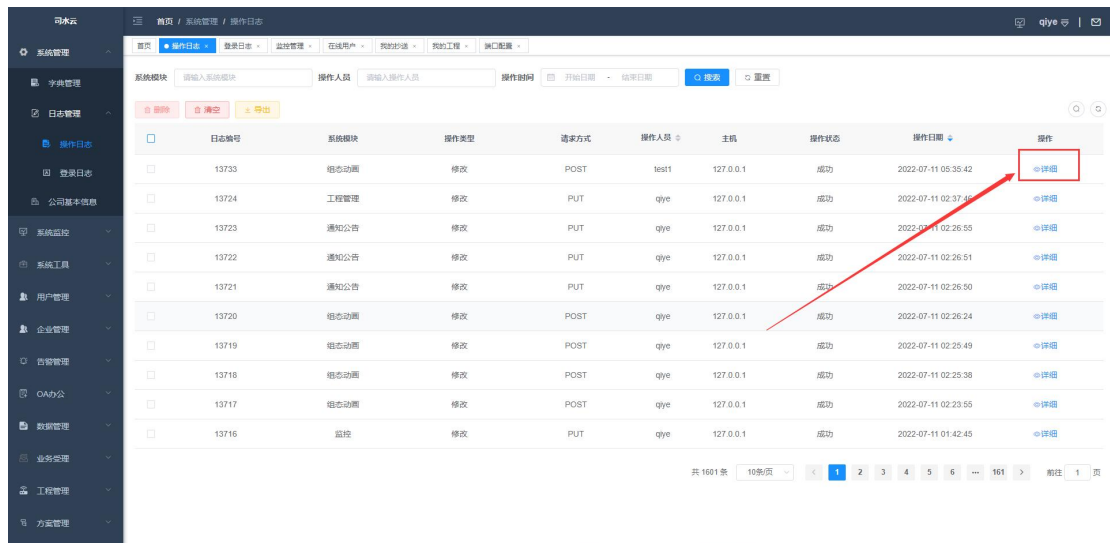 司水云
首页 / 系统管理 / 操作日志
qiye
系统管理
首页 操作日志 × 登录日志 × 监控管理 × 在线用户 × 我的抄送 × 我的工程 × 端口配置 ×
字典管理
系统模块 请输入系统模块 操作人员 请输入操作人员 操作时间 开始日期 - 结束日期 搜索 重置
日志管理
删除 清空 导出
操作日志
登录日志
公司基本信息
系统监控
系统工具
用户管理
企业管理
告警管理
OA办公
数据管理
业务受理
工程管理
方案管理
日志编号 系统模块 操作类型 请求方式 操作人员 主机 操作状态 操作日期 操作
13733 组态动画 修改 POST test1 127.0.0.1 成功 2022-07-11 05:35:42 详细
13724 工程管理 修改 PUT qiye 127.0.0.1 成功 2022-07-11 02:37:46 详细
13723 通知公告 修改 PUT qiye 127.0.0.1 成功 2022-07-11 02:26:55 详细
13722 通知公告 修改 PUT qiye 127.0.0.1 成功 2022-07-11 02:26:51 详细
13721 通知公告 修改 PUT qiye 127.0.0.1 成功 2022-07-11 02:26:50 详细
13720 组态动画 修改 POST qiye 127.0.0.1 成功 2022-07-11 02:26:24 详细
13719 组态动画 修改 POST qiye 127.0.0.1 成功 2022-07-11 02:25:49 详细
13718 组态动画 修改 POST qiye 127.0.0.1 成功 2022-07-11 02:25:38 详细
13717 组态动画 修改 POST qiye 127.0.0.1 成功 2022-07-11 02:23:55 详细
13716 监控 修改 PUT qiye 127.0.0.1 成功 2022-07-11 01:42:45 详细
共 1601 条 10条/页 < 1 2 3 4 5 6 ··· 161 > 前往 1 页